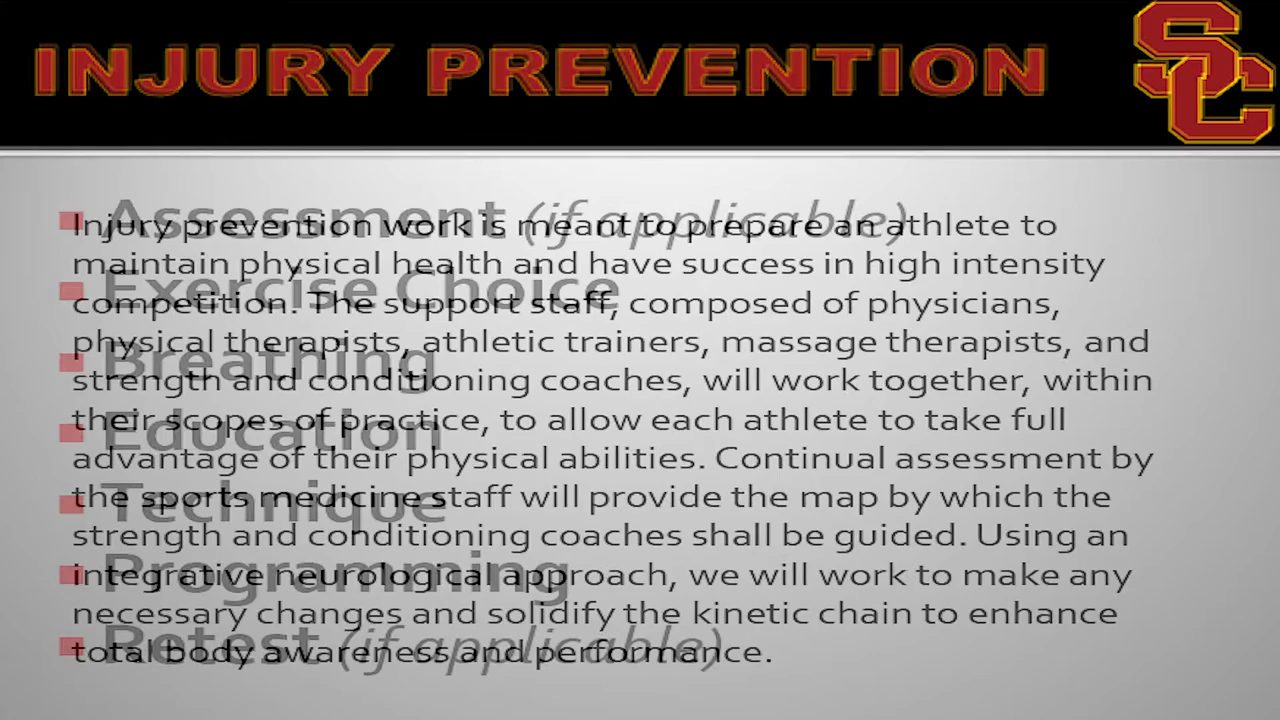 INJURY PREVENTION
SC
Injury prevention work is meant to prepare an athlete to
maintain physical health and have success in high intensity
competition. The support staff, composed of physicians,
physical therapists, athletic trainers, massage therapists, and
strength and conditioning coaches, will work together, within
their scopes of practice, to allow each athlete to take full
advantage of their physical abilities. Continual assessment by
the sports medicine staff will provide the map by which the
strength and conditioning coaches shall be guided. Using an
integrative neurological approach, we will work to make any
necessary changes and solidify the kinetic chain to enhance
total body awareness and performance.
Assessment (if applicable)
Exercise Choice
Breathing
Education
Technique
Programming
Retest (if applicable)